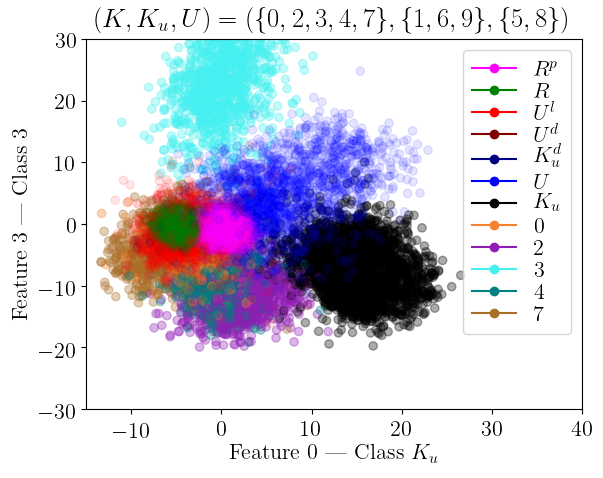 (K, K_u, U) = ({0, 2, 3, 4, 7}, {1, 6, 9}, {5, 8})
30
20
10
0
−10
−20
−30
Feature 3 — Class 3
R^p
R
U^l
U^d
K_u^d
U
K_u
0
2
3
4
7
−10
0
10
20
30
40
Feature 0 — Class K_u